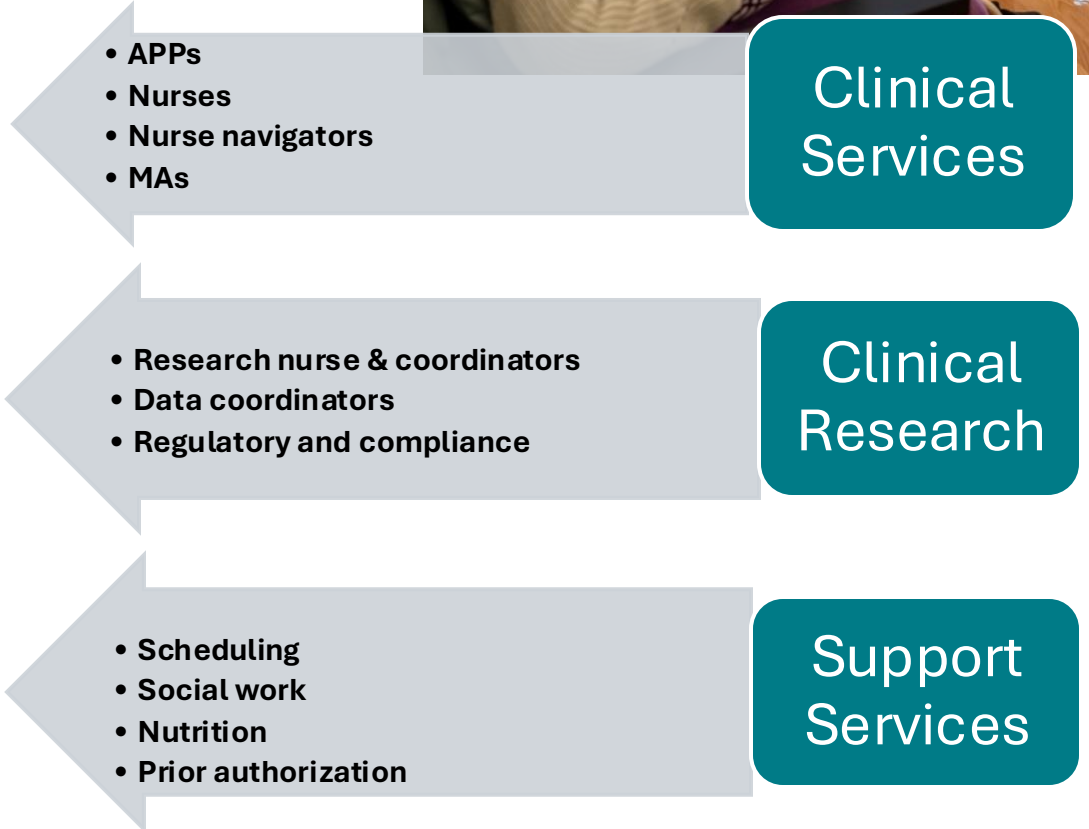 • APPs
• Nurses
• Nurse navigators
• MAs
Clinical
Services
• Research nurse & coordinators
• Data coordinators
• Regulatory and compliance
Clinical
Research
• Scheduling
• Social work
• Nutrition
• Prior authorization
Support
Services